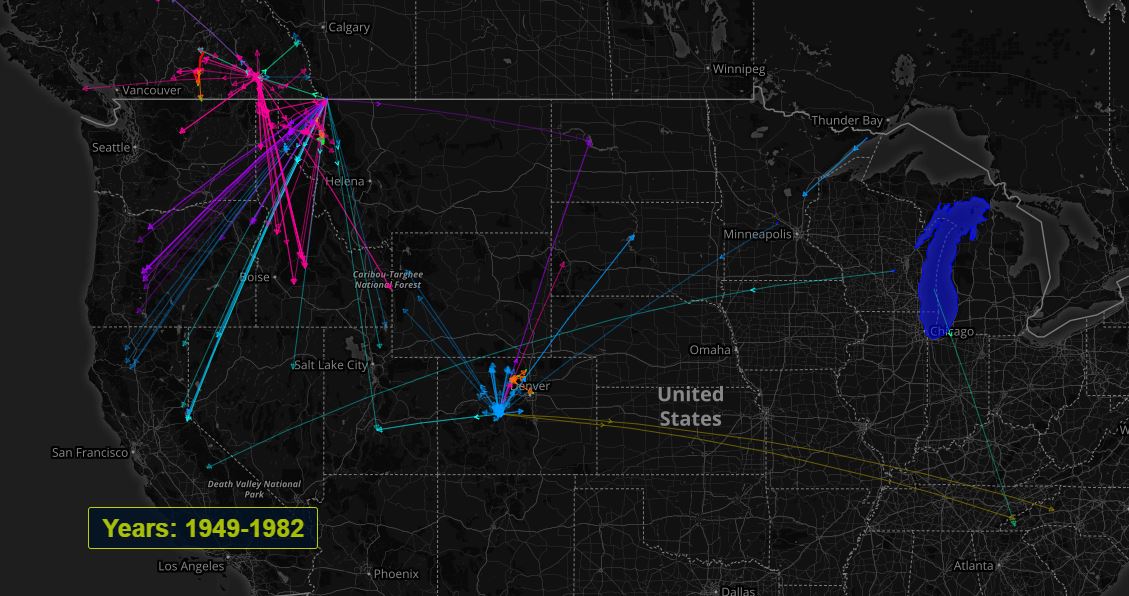 Calgary
Winnipeg
Vancouver
Thunder Bay
Seattle
Helena
Minneapolis
Boise
Caribou-Targhee
National Forest
Chicago
Omaha
Salt Lake City
Denver
United
States
San Francisco
Death Valley National
Park
Years: 1949-1982
Los Angeles
Phoenix
Atlanta
Dallas